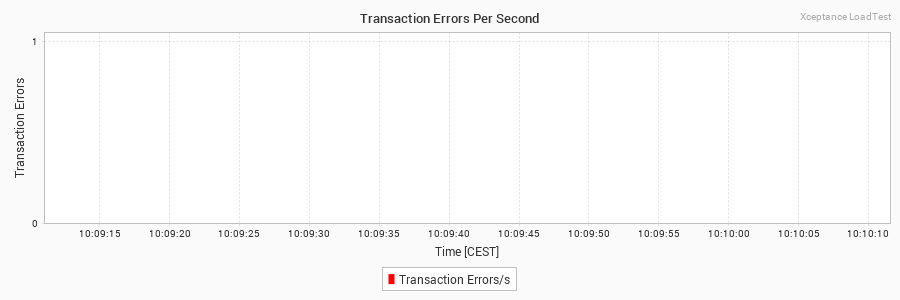 Transaction Errors Per Second
Xceptance LoadTest
Transaction Errors
1
0
10:09:15 10:09:20 10:09:25 10:09:30 10:09:35 10:09:40 10:09:45 10:09:50 10:09:55 10:10:00 10:10:05 10:10:10
Time [CEST]
Transaction Errors/s